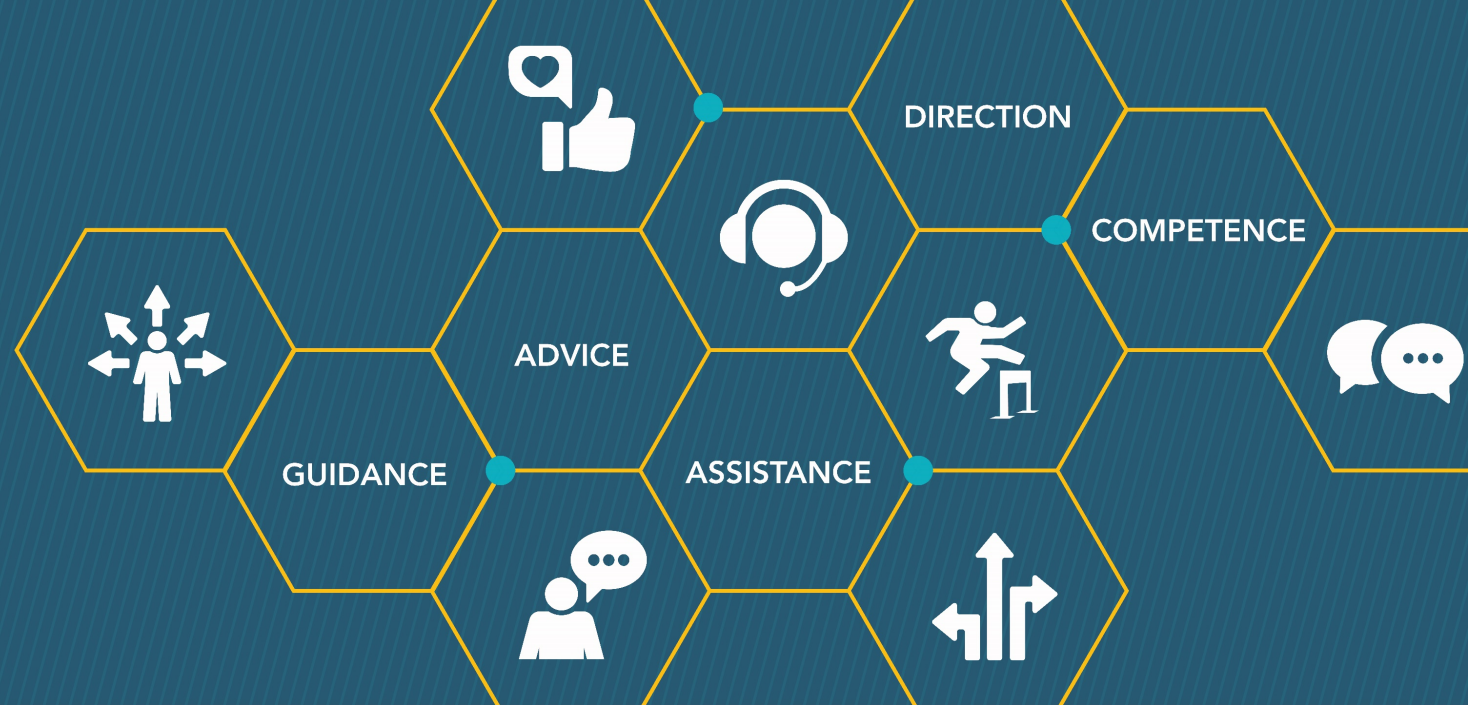 DIRECTION
COMPETENCE
ADVICE
GUIDANCE
ASSISTANCE